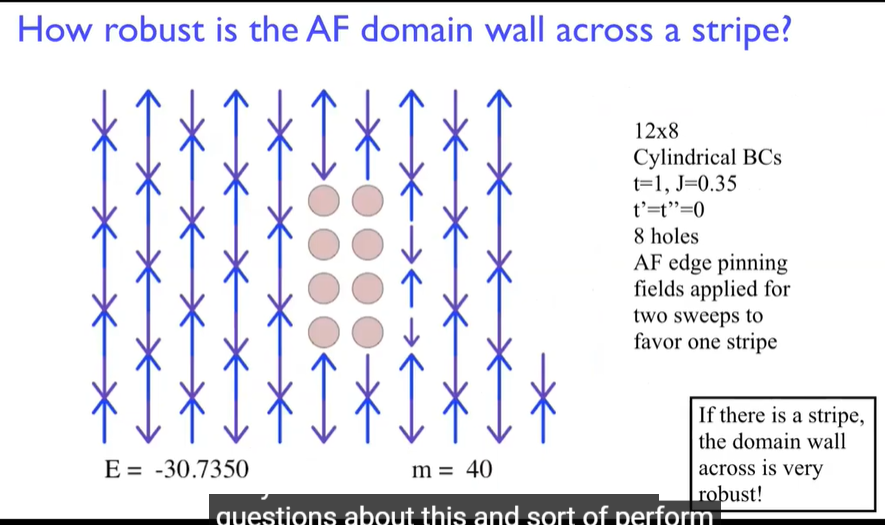 How robust is the AF domain wall across a stripe?
12x8
Cylindrical BCs
t=1, J=0.35
t'=t''=0
8 holes
AF edge pinning
fields applied for
two sweeps to
favor one stripe
E = -30.7350
m = 40
If there is a stripe,
the domain wall
across is very
robust!
questions about this and sort of perform